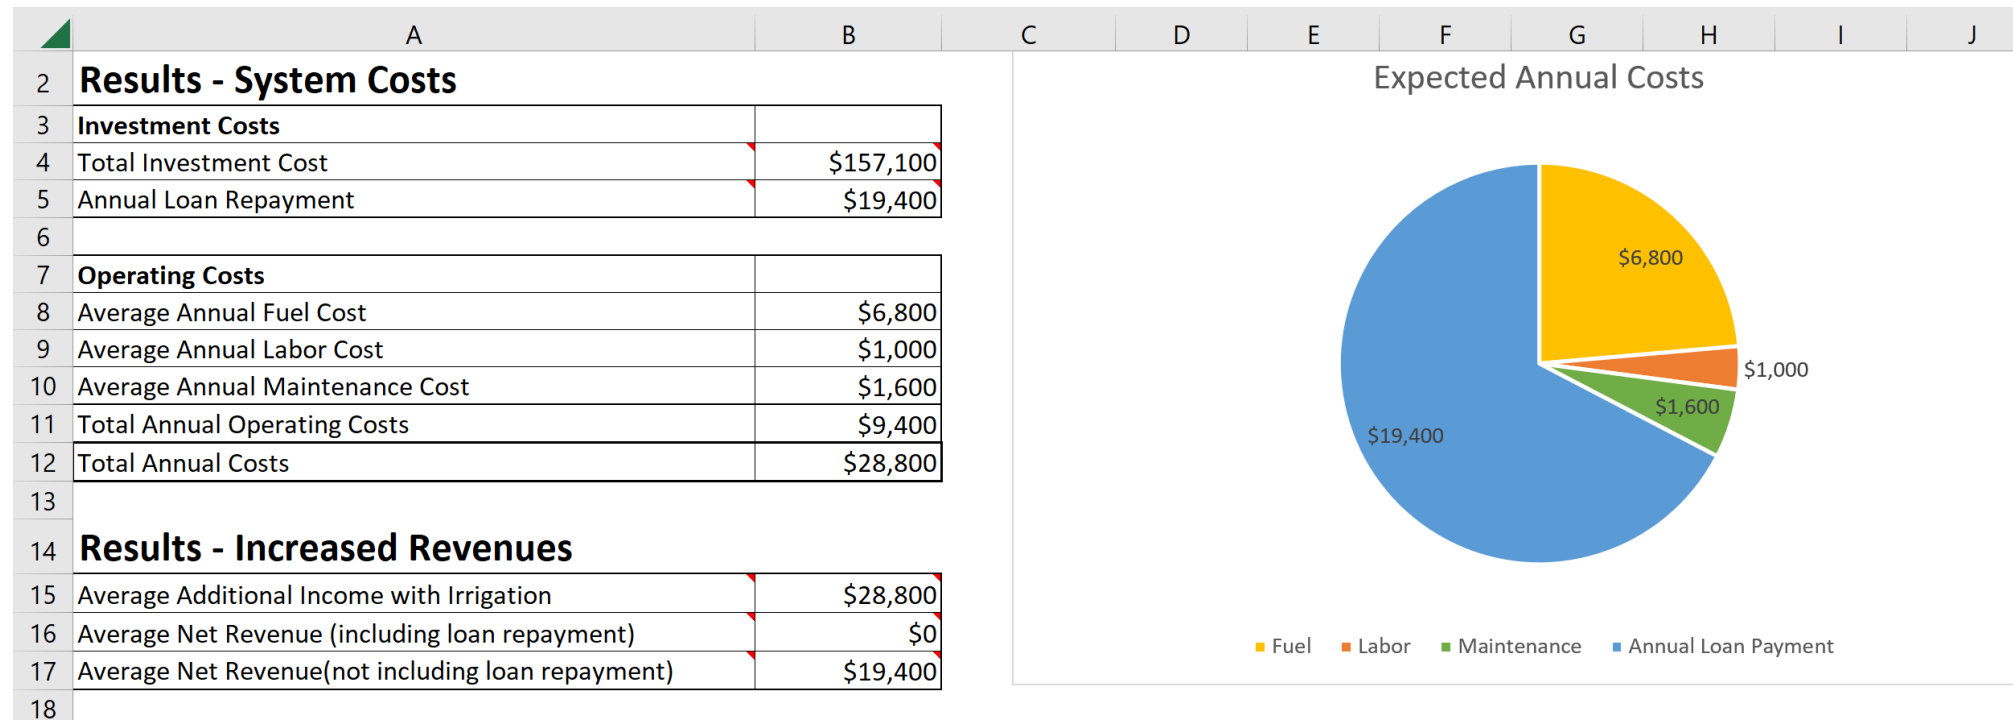 A B C D E F G H I J
2 Results - System Costs
3 Investment Costs
4 Total Investment Cost $157,100
5 Annual Loan Repayment $19,400
6
7 Operating Costs
8 Average Annual Fuel Cost $6,800
9 Average Annual Labor Cost $1,000
10 Average Annual Maintenance Cost $1,600
11 Total Annual Operating Costs $9,400
12 Total Annual Costs $28,800
13
14 Results - Increased Revenues
15 Average Additional Income with Irrigation $28,800
16 Average Net Revenue (including loan repayment) $0
17 Average Net Revenue(not including loan repayment) $19,400
18
Expected Annual Costs
$6,800
$1,000
$1,600
$19,400
Fuel Labor Maintenance Annual Loan Payment